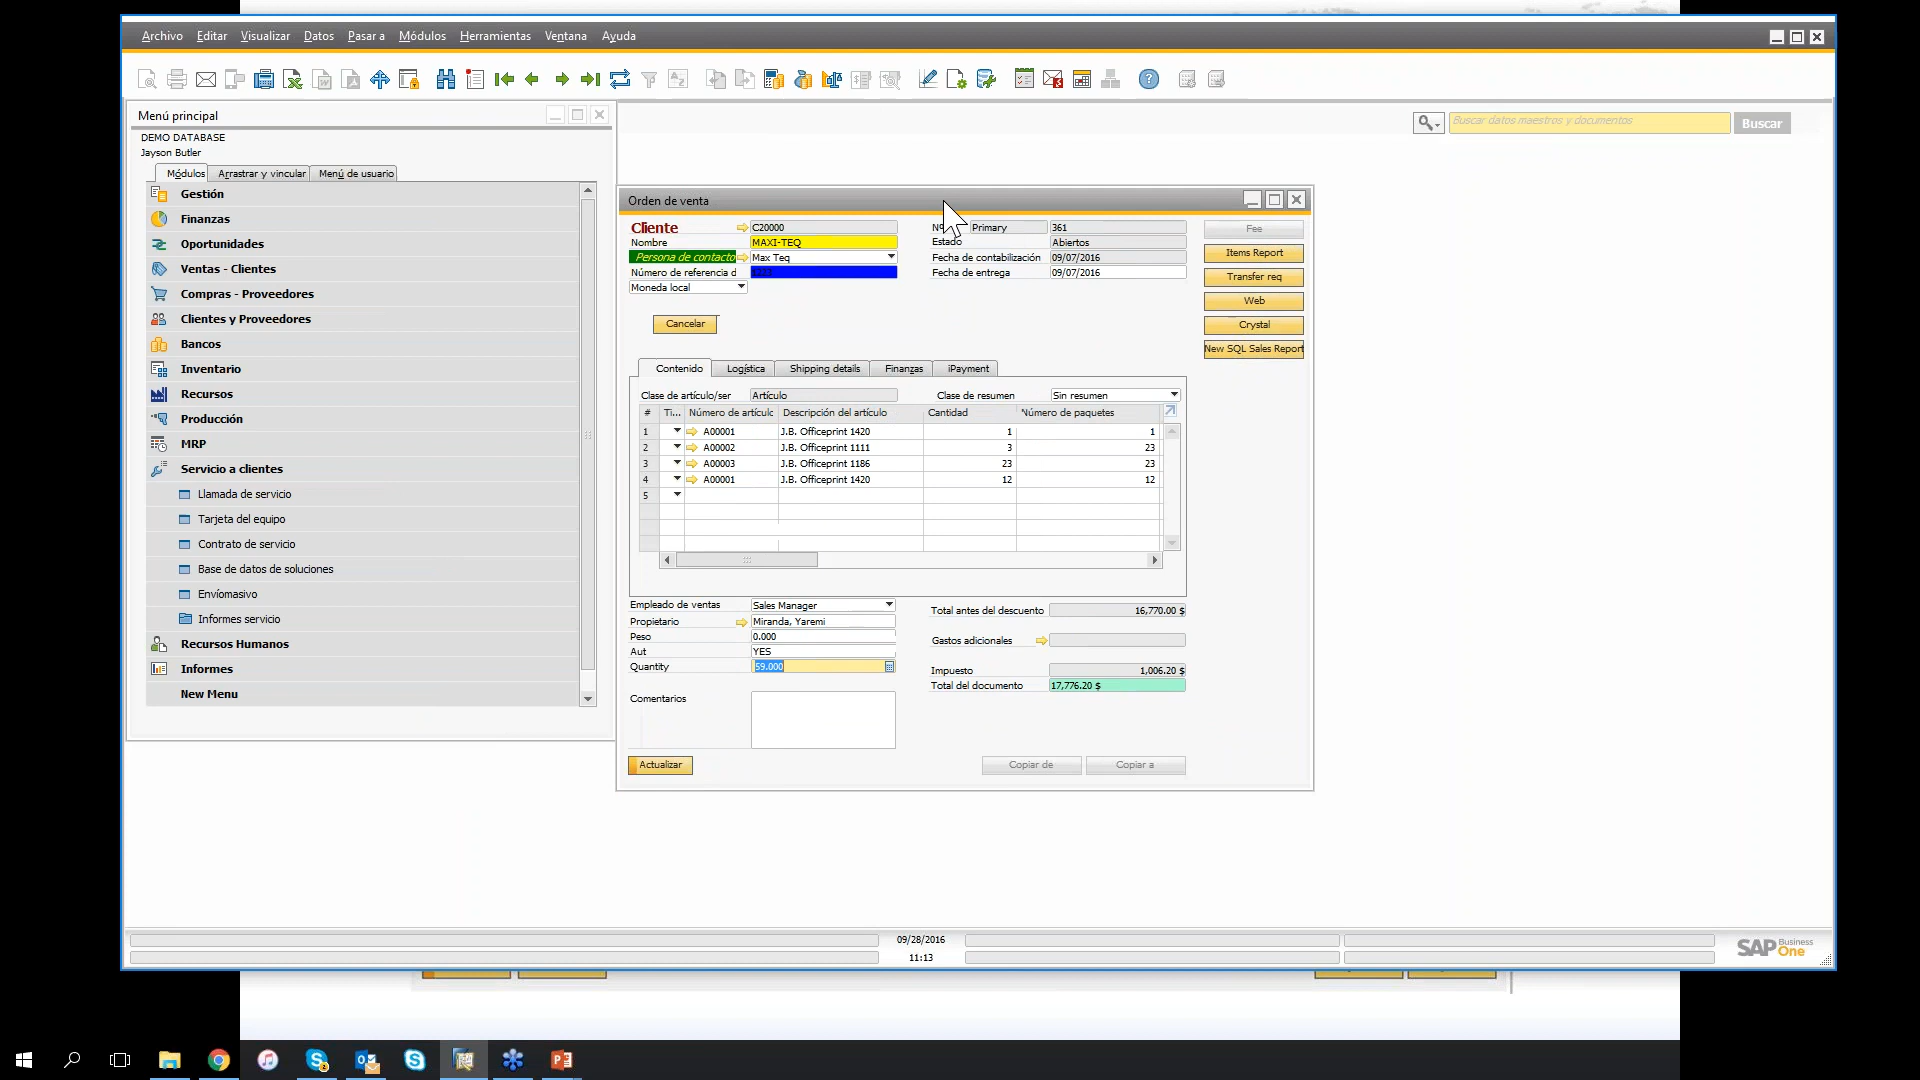 Archivo Editar Visualizar Datos Pasar a Módulos Herramientas Ventana Ayuda
Menú principal
DEMO DATABASE
Jayson Butler
Módulos Arrastrar y vincular Menú de usuario
Gestión
Finanzas
Oportunidades
Ventas - Clientes
Compras - Proveedores
Clientes y Proveedores
Bancos
Inventario
Recursos
Producción
MRP
Servicio a clientes
Llamada de servicio
Tarjeta del equipo
Contrato de servicio
Base de datos de soluciones
Envíomasivo
Informes servicio
Recursos Humanos
Informes
New Menu
Buscar datos maestros y documentos Buscar
Orden de venta
Cliente C20000 Primary 361
Nombre MAXI-TEQ Estado Abiertos
Persona de contacto Max Teq Fecha de contabilización 09/07/2016
Número de referencia d Fecha de entrega 09/07/2016
Moneda local
Cancelar
Fee
Items Report
Transfer req
Web
Crystal
New SQL Sales Report
Contenido Logística Shipping details Finanzas iPayment
Clase de artículo/ser Artículo Clase de resumen Sin resumen
# Ti... Número de artículo Descripción del artículo Cantidad Número de paquetes
1 A00001 J.B. Officeprint 1420 1 1
2 A00002 J.B. Officeprint 1111 3 23
3 A00003 J.B. Officeprint 1186 23 23
4 A00001 J.B. Officeprint 1420 12 12
5
Empleado de ventas Sales Manager Total antes del descuento 16,770.00 $
Propietario Miranda, Yaremi
Peso 0.000 Gastos adicionales
Aut YES
Quantity 59.000 Impuesto 1,006.20 $
Total del documento 17,776.20 $
Comentarios
Actualizar Copiar de Copiar a
09/28/2016
11:13
SAP Business One